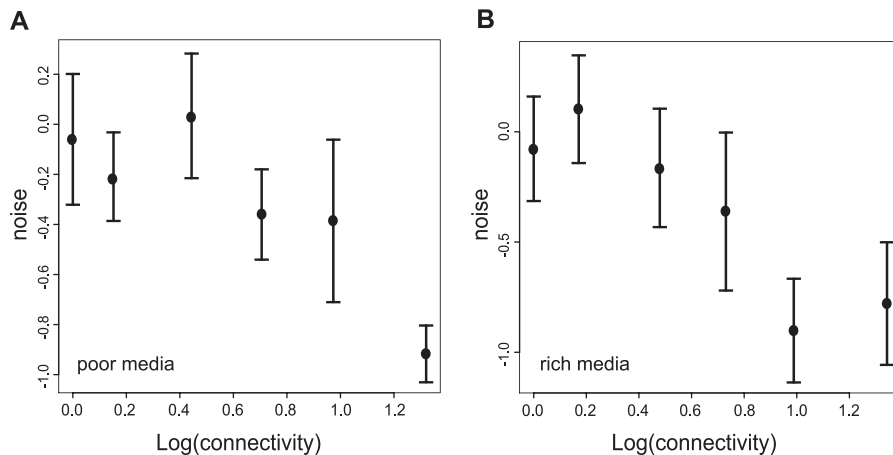 A
noise
0.2
0.0
-0.2
-0.4
-0.6
-0.8
-1.0
poor media
0.0 0.2 0.4 0.6 0.8 1.0 1.2
Log(connectivity)
B
noise
0.0
-0.5
-1.0
rich media
0.0 0.2 0.4 0.6 0.8 1.0 1.2
Log(connectivity)